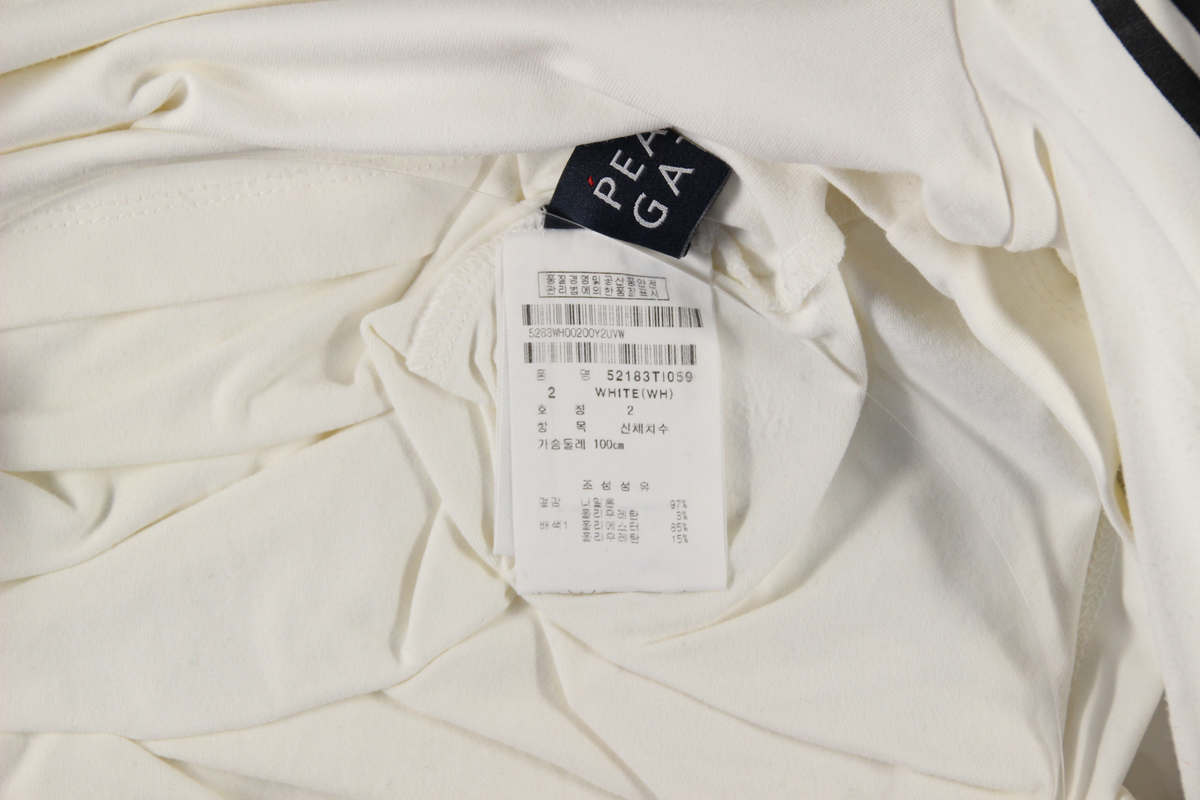 PEA
GA
품질경영및공산품안전
관리법에의한품질표시
5283WH00200Y2UVW
품 명 52183TI059
2 WHITE(WH)
호 칭 2
항 목 신체치수
가슴둘레 100cm
조 성 섬 유
겉감 나일론 97%
폴리우레탄 3%
배색1 폴리에스터 85%
폴리우레탄 15%